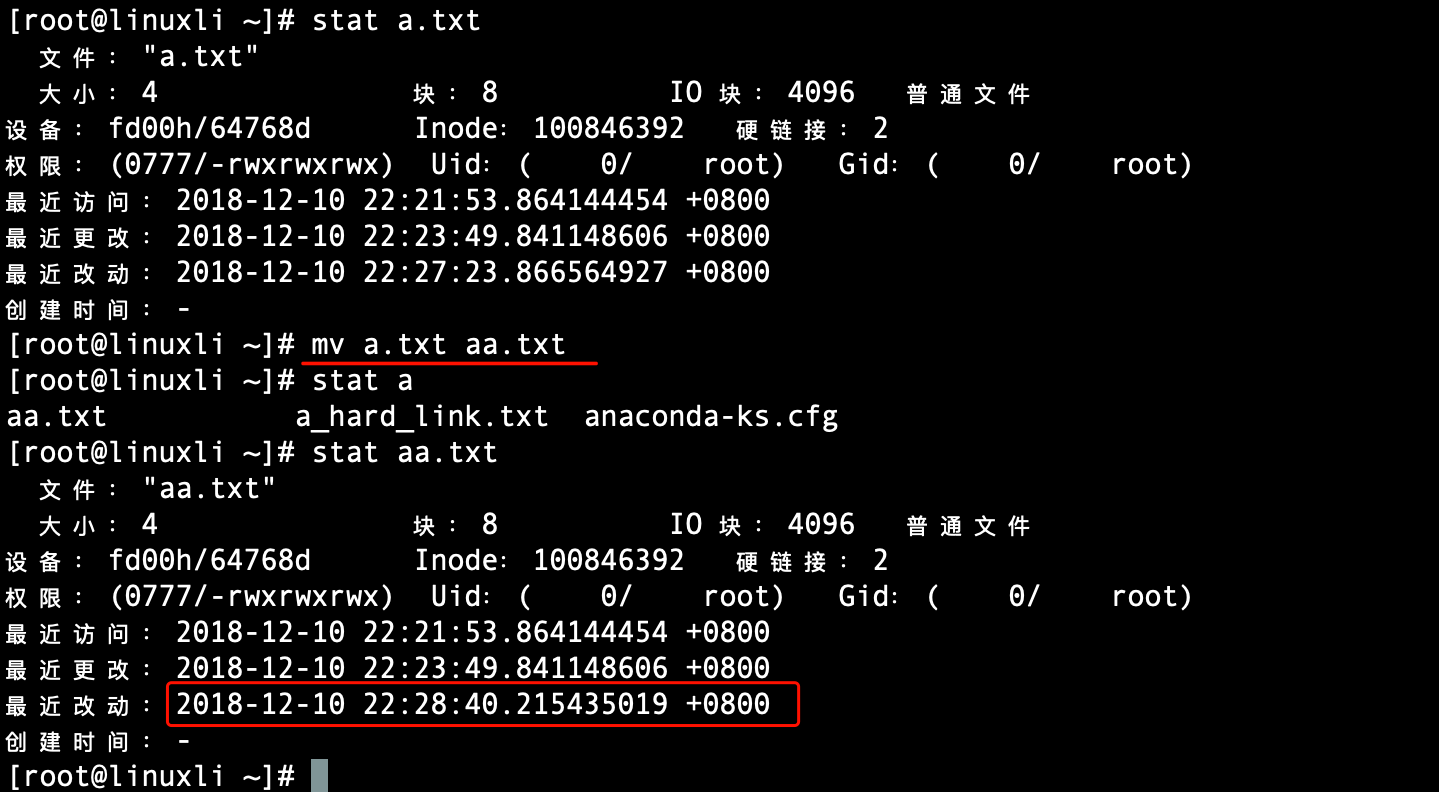 [root@linuxli ~]# stat a.txt
  文件："a.txt"
  大小：4               块：8          IO 块：4096   普通文件
设备：fd00h/64768d      Inode: 100846392   硬链接：2
权限：(0777/-rwxrwxrwx)  Uid: (    0/    root)   Gid: (    0/    root)
最近访问：2018-12-10 22:21:53.864144454 +0800
最近更改：2018-12-10 22:23:49.841148606 +0800
最近改动：2018-12-10 22:27:23.866564927 +0800
创建时间：-
[root@linuxli ~]# mv a.txt aa.txt
[root@linuxli ~]# stat a
aa.txt           a_hard_link.txt  anaconda-ks.cfg
[root@linuxli ~]# stat aa.txt
  文件："aa.txt"
  大小：4               块：8          IO 块：4096   普通文件
设备：fd00h/64768d      Inode: 100846392   硬链接：2
权限：(0777/-rwxrwxrwx)  Uid: (    0/    root)   Gid: (    0/    root)
最近访问：2018-12-10 22:21:53.864144454 +0800
最近更改：2018-12-10 22:23:49.841148606 +0800
最近改动：2018-12-10 22:28:40.215435019 +0800
创建时间：-
[root@linuxli ~]#